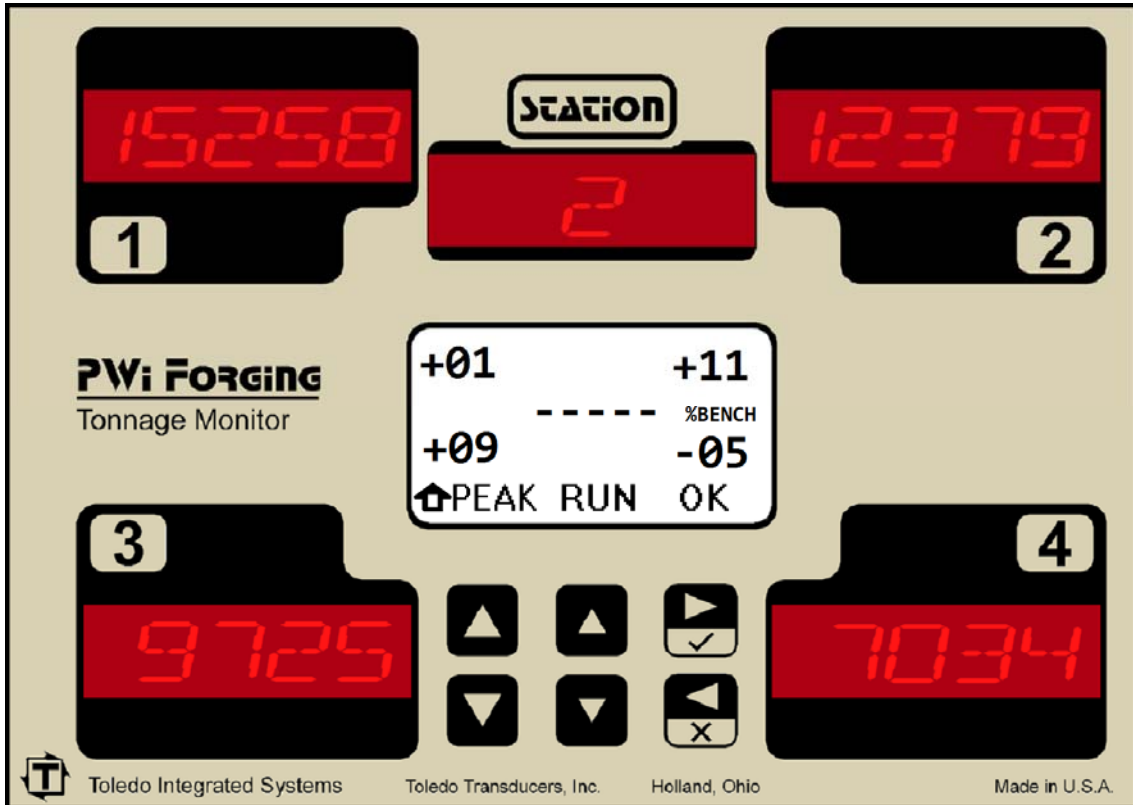 STATION
15258
2
12379
1
2
PWi FORGING
Tonnage Monitor
+01 +11
----- %BENCH
+09 -05
PEAK RUN OK
3
4
9725
7034
Toledo Integrated Systems Toledo Transducers, Inc. Holland, Ohio Made in U.S.A.
T